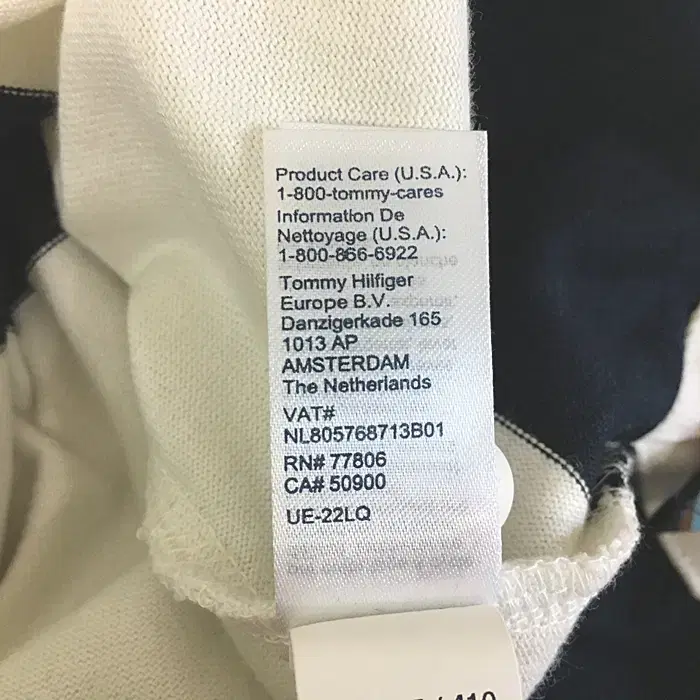 Product Care (U.S.A.):
1-800-tommy-cares
Information De
Nettoyage (U.S.A.):
1-800-866-6922
Tommy Hilfiger
Europe B.V.
Danzigerkade 165
1013 AP
AMSTERDAM
The Netherlands
VAT#
NL805768713B01
RN# 77806
CA# 50900
UE-22LQ